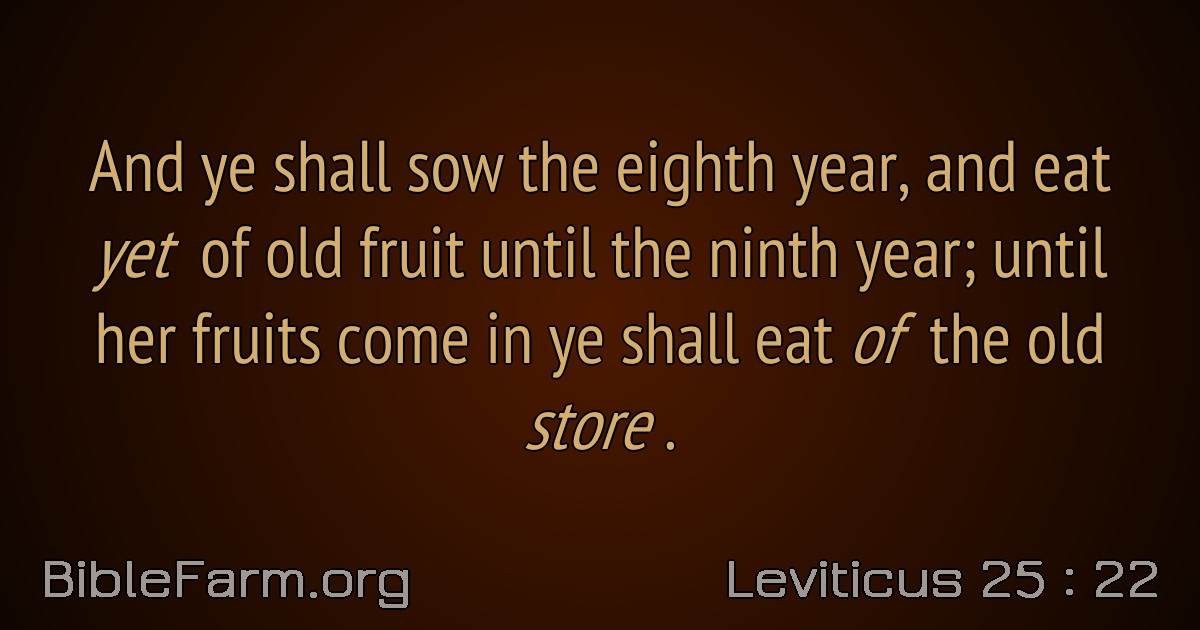 And ye shall sow the eighth year, and eat
yet of old fruit until the ninth year; until
her fruits come in ye shall eat of the old
store .
BibleFarm.org
Leviticus 25 : 22